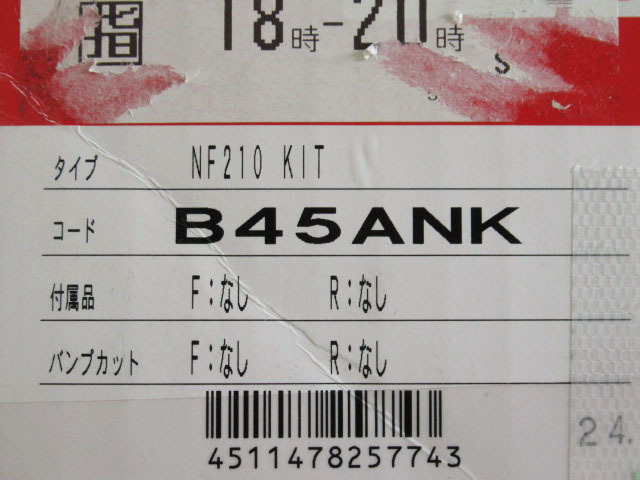 指 18時-20時
S
タイプ NF210 KIT
コード B45ANK
付属品 F:なし R:なし
バンプカット F:なし R:なし
4511478257743
24.